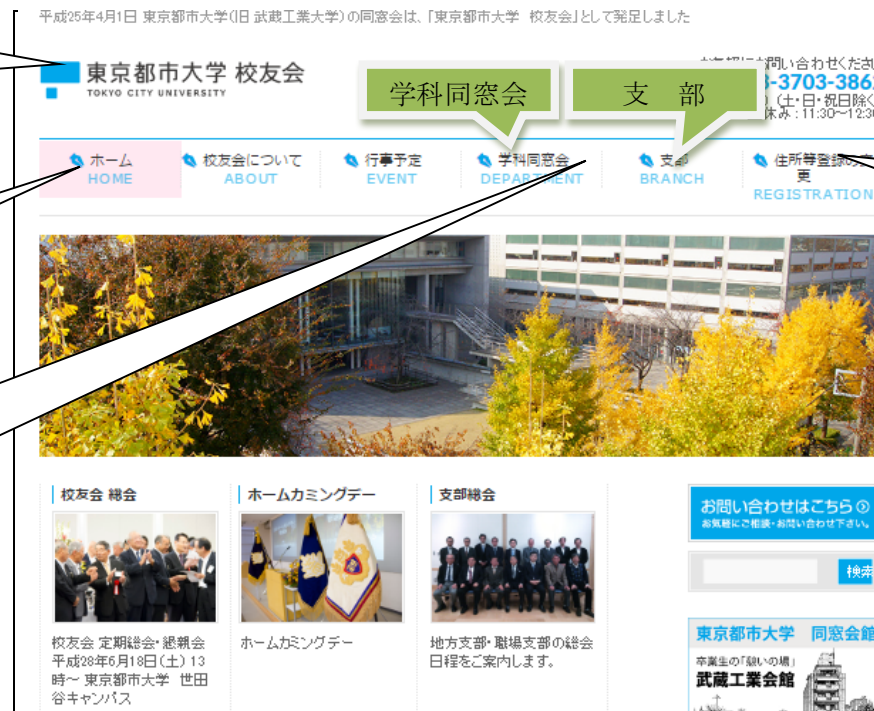 平成25年4月1日 東京都市大学(旧 武蔵工業大学)の同窓会は、「東京都市大学 校友会」として発足しました
東京都市大学 校友会
TOKYO CITY UNIVERSITY
学科同窓会
支 部
問い合わせくださ
-3703-386
(土・日・祝日除く
休み:11:30~12:30
ホーム
HOME
校友会について
ABOUT
行事予定
EVENT
学科同窓会
DEPARTMENT
支部
BRANCH
住所等登録の変
更
REGISTRATION
校友会 総会
校友会 定期総会・懇親会
平成28年6月18日(土) 13
時~ 東京都市大学 世田
谷キャンパス
ホームカミングデー
ホームカミングデー
支部総会
地方支部・職場支部の総会
日程をご案内します。
お問い合わせはこちら
お気軽にご相談・お問い合わせ下さい。
検索
東京都市大学 同窓会館
卒業生の「憩いの場」
武蔵工業会館